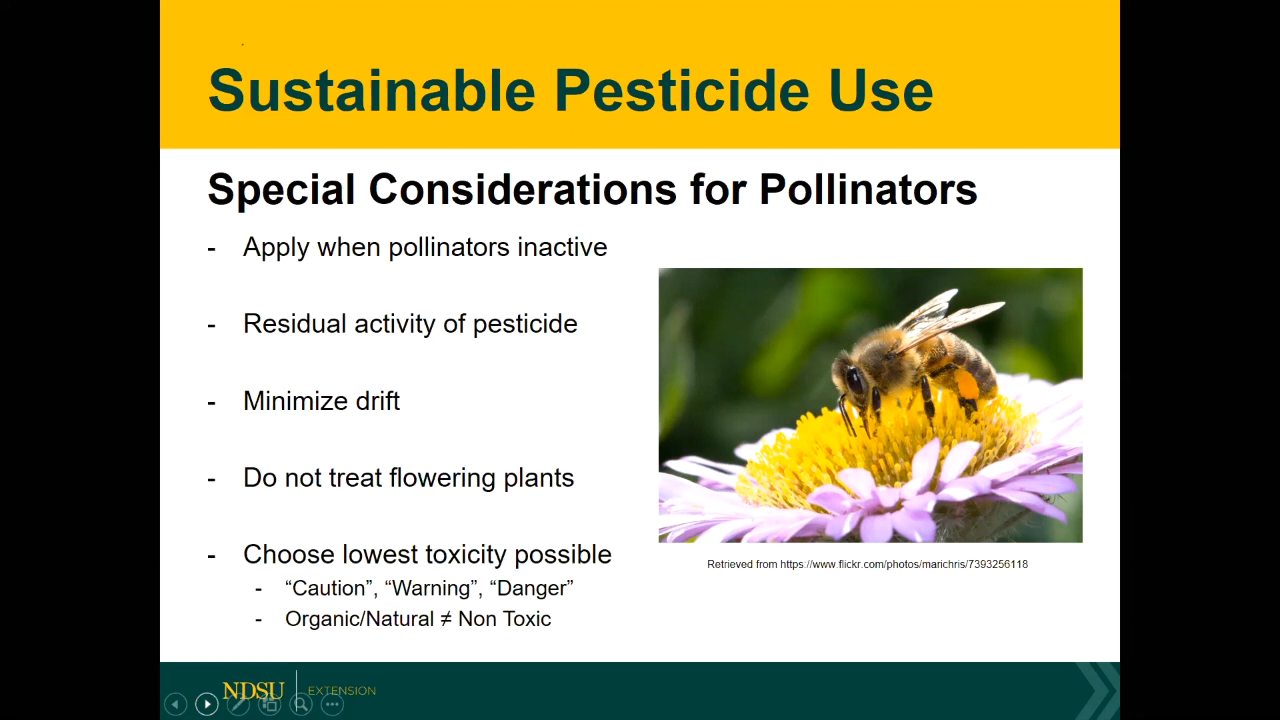 Sustainable Pesticide Use
Special Considerations for Pollinators
- Apply when pollinators inactive
- Residual activity of pesticide
- Minimize drift
- Do not treat flowering plants
- Choose lowest toxicity possible
- “Caution”, “Warning”, “Danger”
- Organic/Natural ≠ Non Toxic
Retrieved from https://www.flickr.com/photos/marichris/7393256118
NDSU EXTENSION